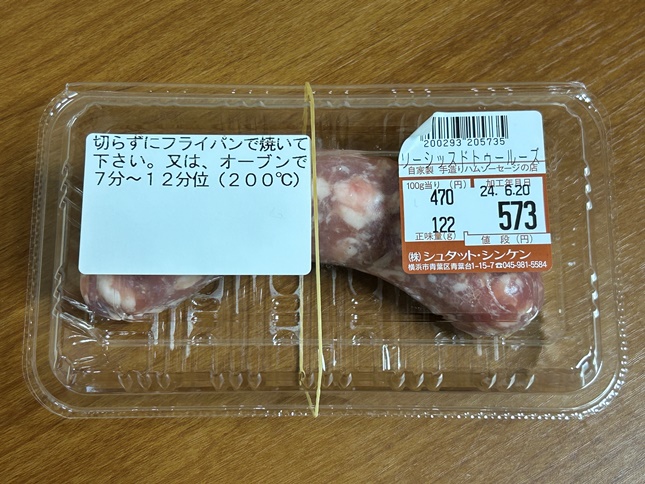 切らずにフライパンで焼いて
下さい。又は、オーブンで
7分～12分位(200℃)
200293 205735
ソーシッスドトゥールーズ
自家製 手造りハムソーセージの店
100g当り (円) 加工年月日
470 24. 6.20
122 573
正味量(g) 値 段(円)
(株) シュタット・シンケン
横浜市青葉区青葉台1-15-7☎045-981-5584